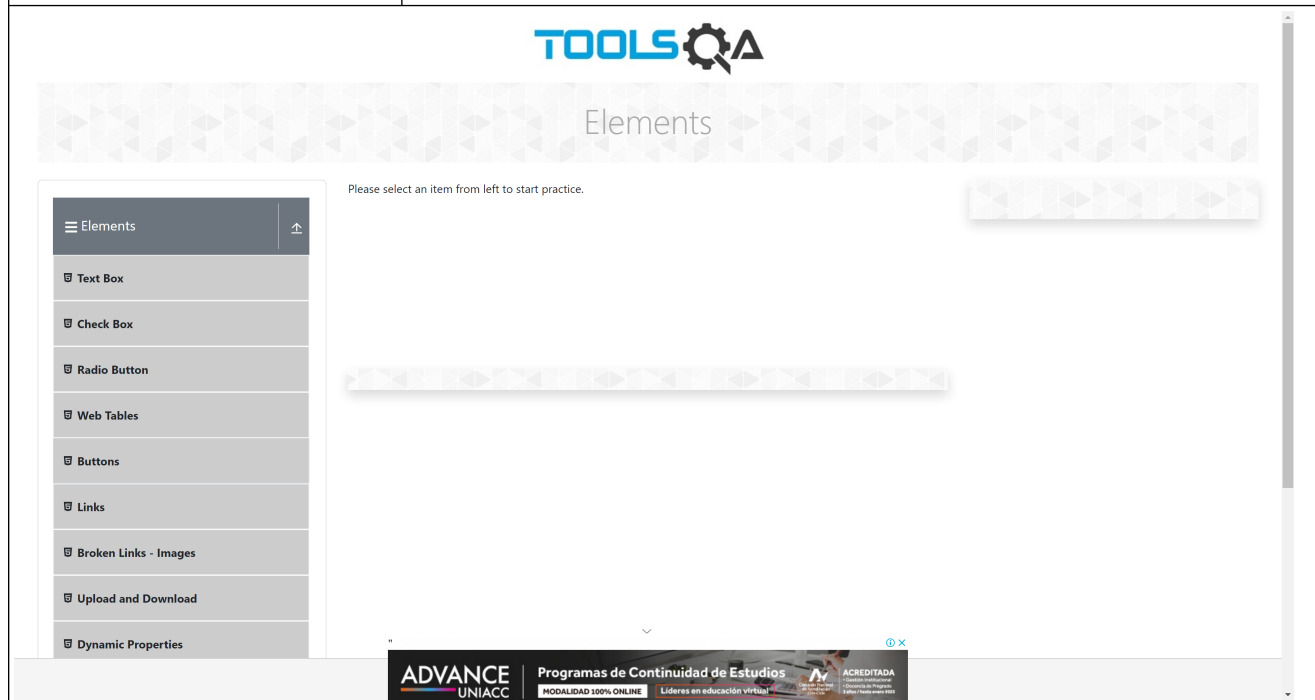 TOOLSQA
Elements
Please select an item from left to start practice.
Elements
Text Box
Check Box
Radio Button
Web Tables
Buttons
Links
Broken Links - Images
Upload and Download
Dynamic Properties
"
ADVANCE
UNIACC
Programas de Continuidad de Estudios
MODALIDAD 100% ONLINE
Líderes en educación virtual
ACREDITADA